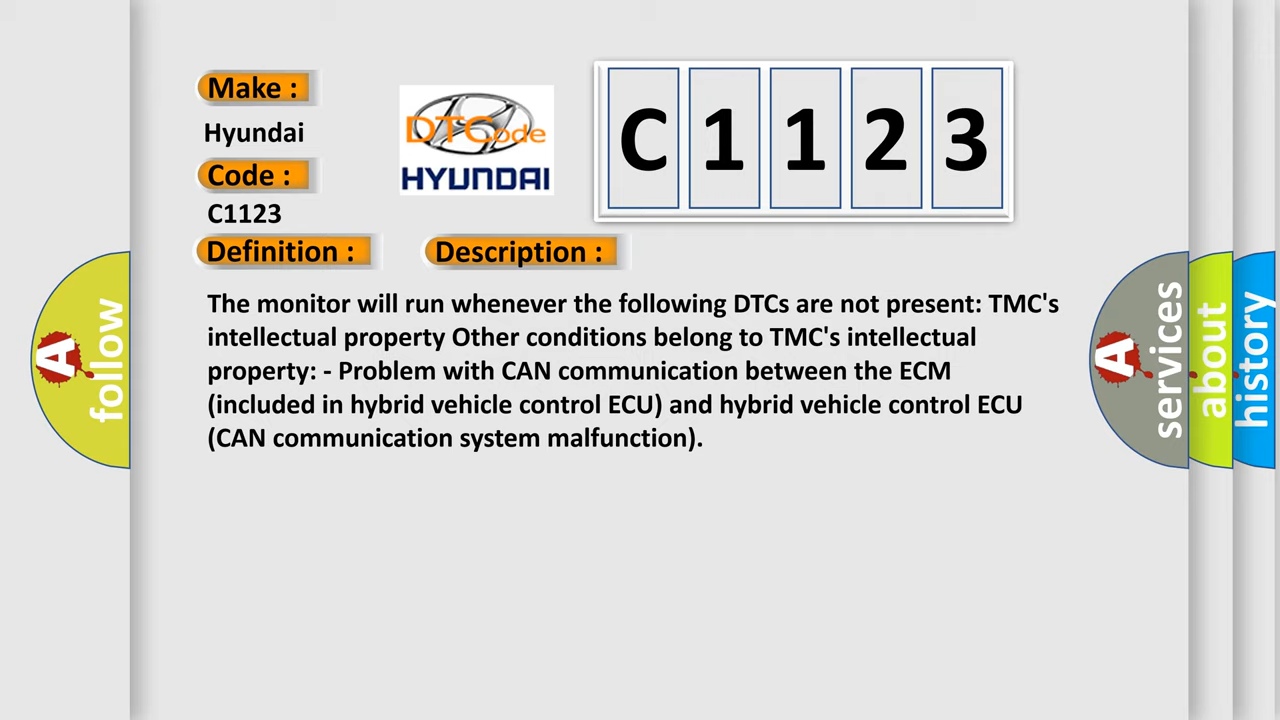 Make :
Hyundai
Code :
C1123
Definition :
Description :
DTCode
HYUNDAI
C 1 1 2 3
The monitor will run whenever the following DTCs are not present: TMC's
intellectual property Other conditions belong to TMC's intellectual
property: - Problem with CAN communication between the ECM
(included in hybrid vehicle control ECU) and hybrid vehicle control ECU
(CAN communication system malfunction).
A follow
A services
about
history